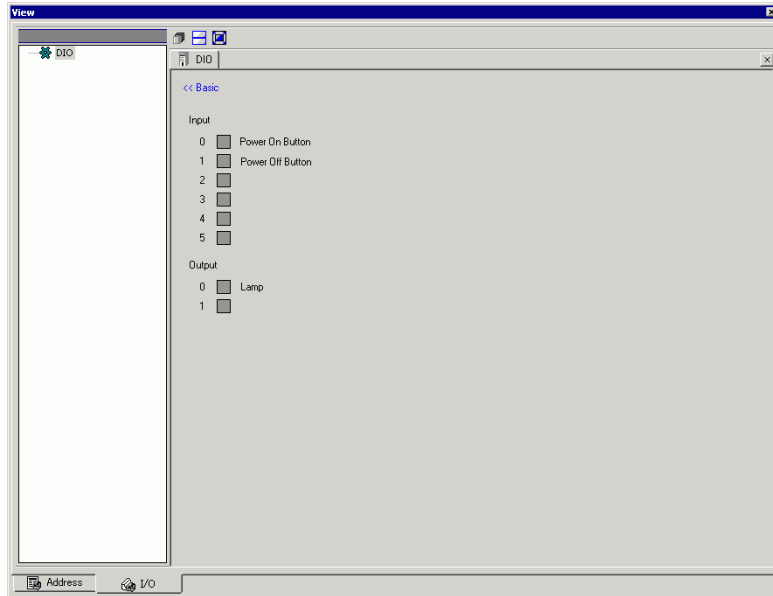 View
DIO
DIO
<< Basic
Input
0 Power On Button
1 Power Off Button
2
3
4
5
Output
0 Lamp
1
Address I/O